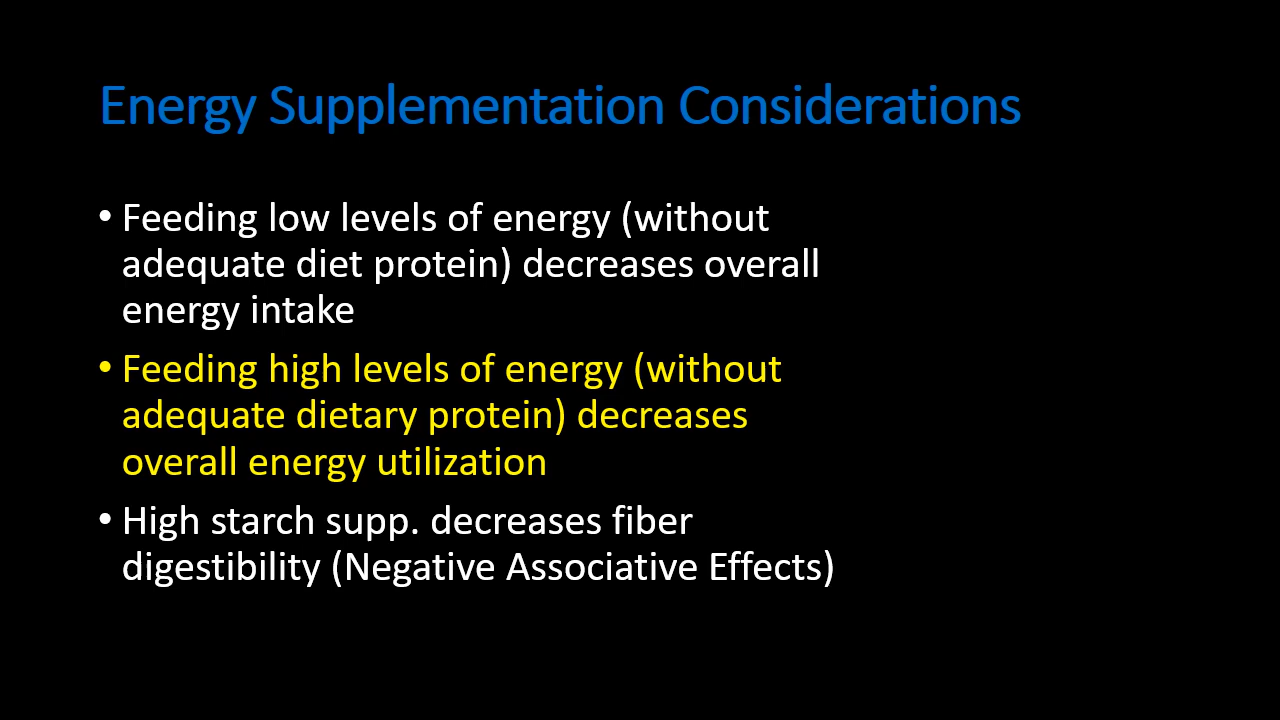 Energy Supplementation Considerations
• Feeding low levels of energy (without
adequate diet protein) decreases overall
energy intake
• Feeding high levels of energy (without
adequate dietary protein) decreases
overall energy utilization
• High starch supp. decreases fiber
digestibility (Negative Associative Effects)